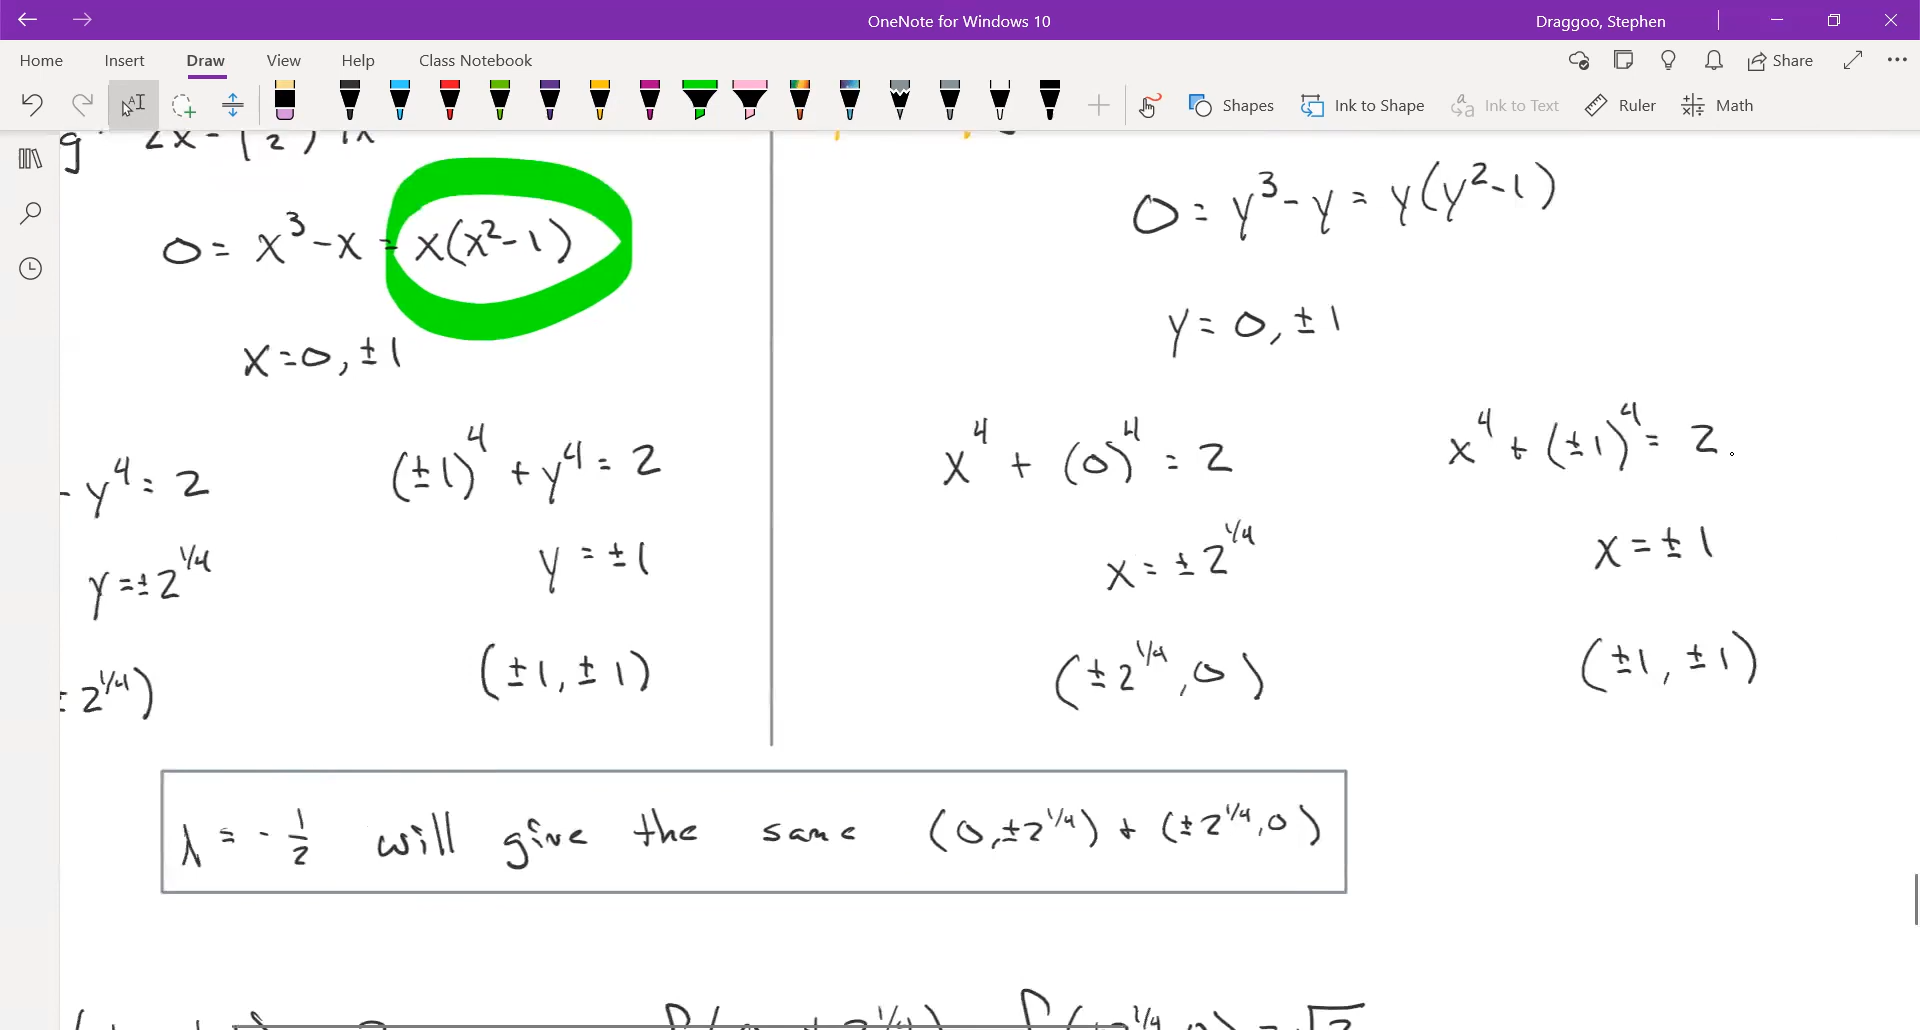 OneNote for Windows 10
Draggoo, Stephen
Home Insert Draw View Help Class Notebook Share
Shapes Ink to Shape Ink to Text Ruler Math
0 = x³ - x = x(x² - 1)
x = 0, ± 1
y⁴ = 2
y = ± 2^{1/4}
± 2^{1/4})
(± 1)⁴ + y⁴ = 2
y = ± 1
(± 1, ± 1)
0 = y³ - y = y(y² - 1)
y = 0, ± 1
x⁴ + (0)⁴ = 2
x = ± 2^{1/4}
(± 2^{1/4}, 0)
x⁴ + (± 1)⁴ = 2
x = ± 1
(± 1, ± 1)
λ = - 1/2 will give the same (0, ± 2^{1/4}) + (± 2^{1/4}, 0)